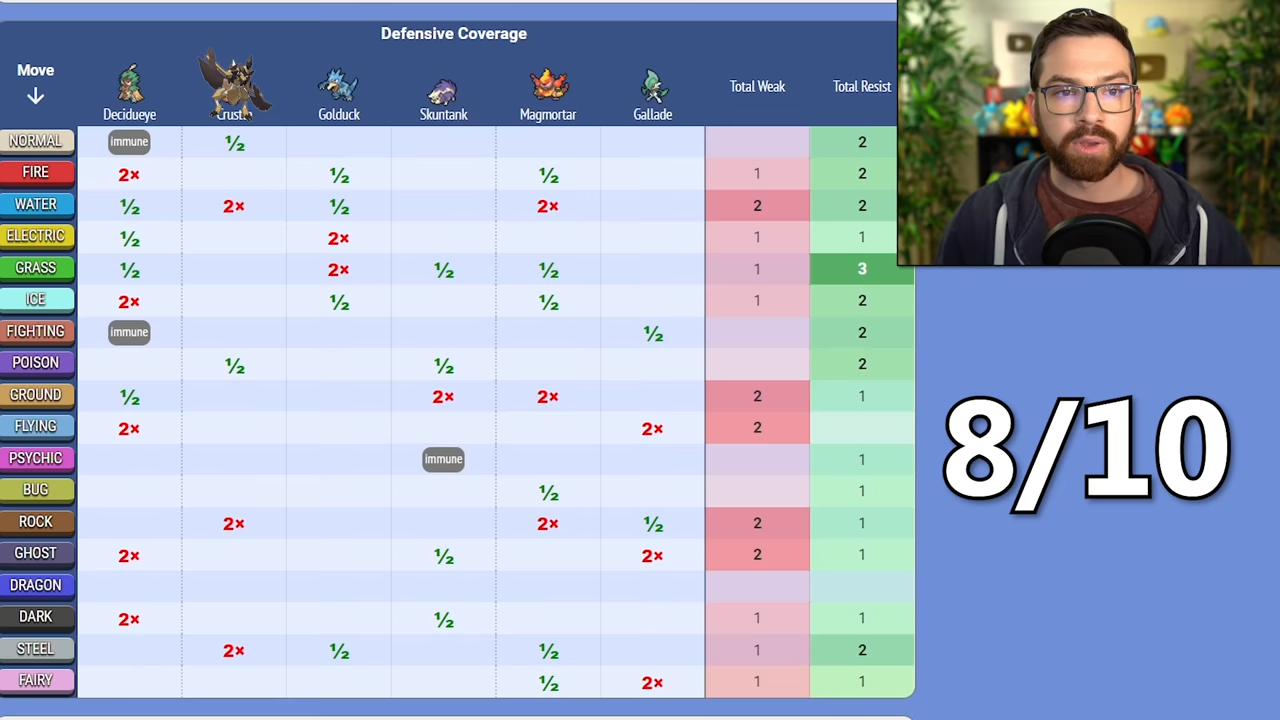 Defensive Coverage
Move ↓ Decidueye Crust Golduck Skuntank Magmortar Gallade Total Weak Total Resist
NORMAL immune ½ 2
FIRE 2× ½ ½ 1 2
WATER ½ 2× ½ 2× 2 2
ELECTRIC ½ 2× 1 1
GRASS ½ 2× ½ ½ 1 3
ICE 2× ½ ½ 1 2
FIGHTING immune ½ 2
POISON ½ ½ 2
GROUND ½ 2× 2× 2 1
FLYING 2× 2× 2
PSYCHIC immune 1
BUG ½ 1
ROCK 2× 2× ½ 2 1
GHOST 2× ½ 2× 2 1
DRAGON
DARK 2× ½ 1 1
STEEL 2× ½ ½ 1 2
FAIRY ½ 2× 1 1
8/10